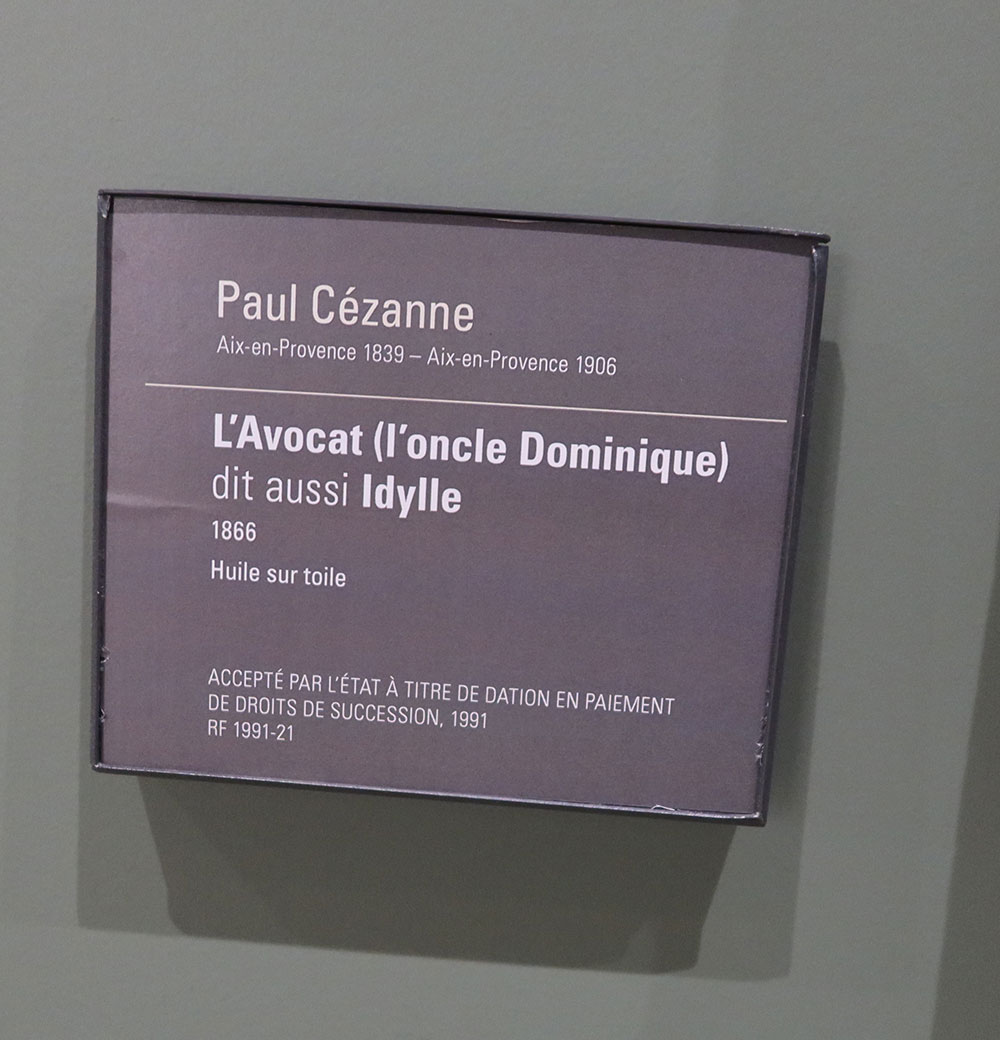 Paul Cézanne
Aix-en-Provence 1839 – Aix-en-Provence 1906
L'Avocat (l'oncle Dominique)
dit aussi Idylle
1866
Huile sur toile
ACCEPTÉ PAR L'ÉTAT À TITRE DE DATION EN PAIEMENT
DE DROITS DE SUCCESSION, 1991
RF 1991-21